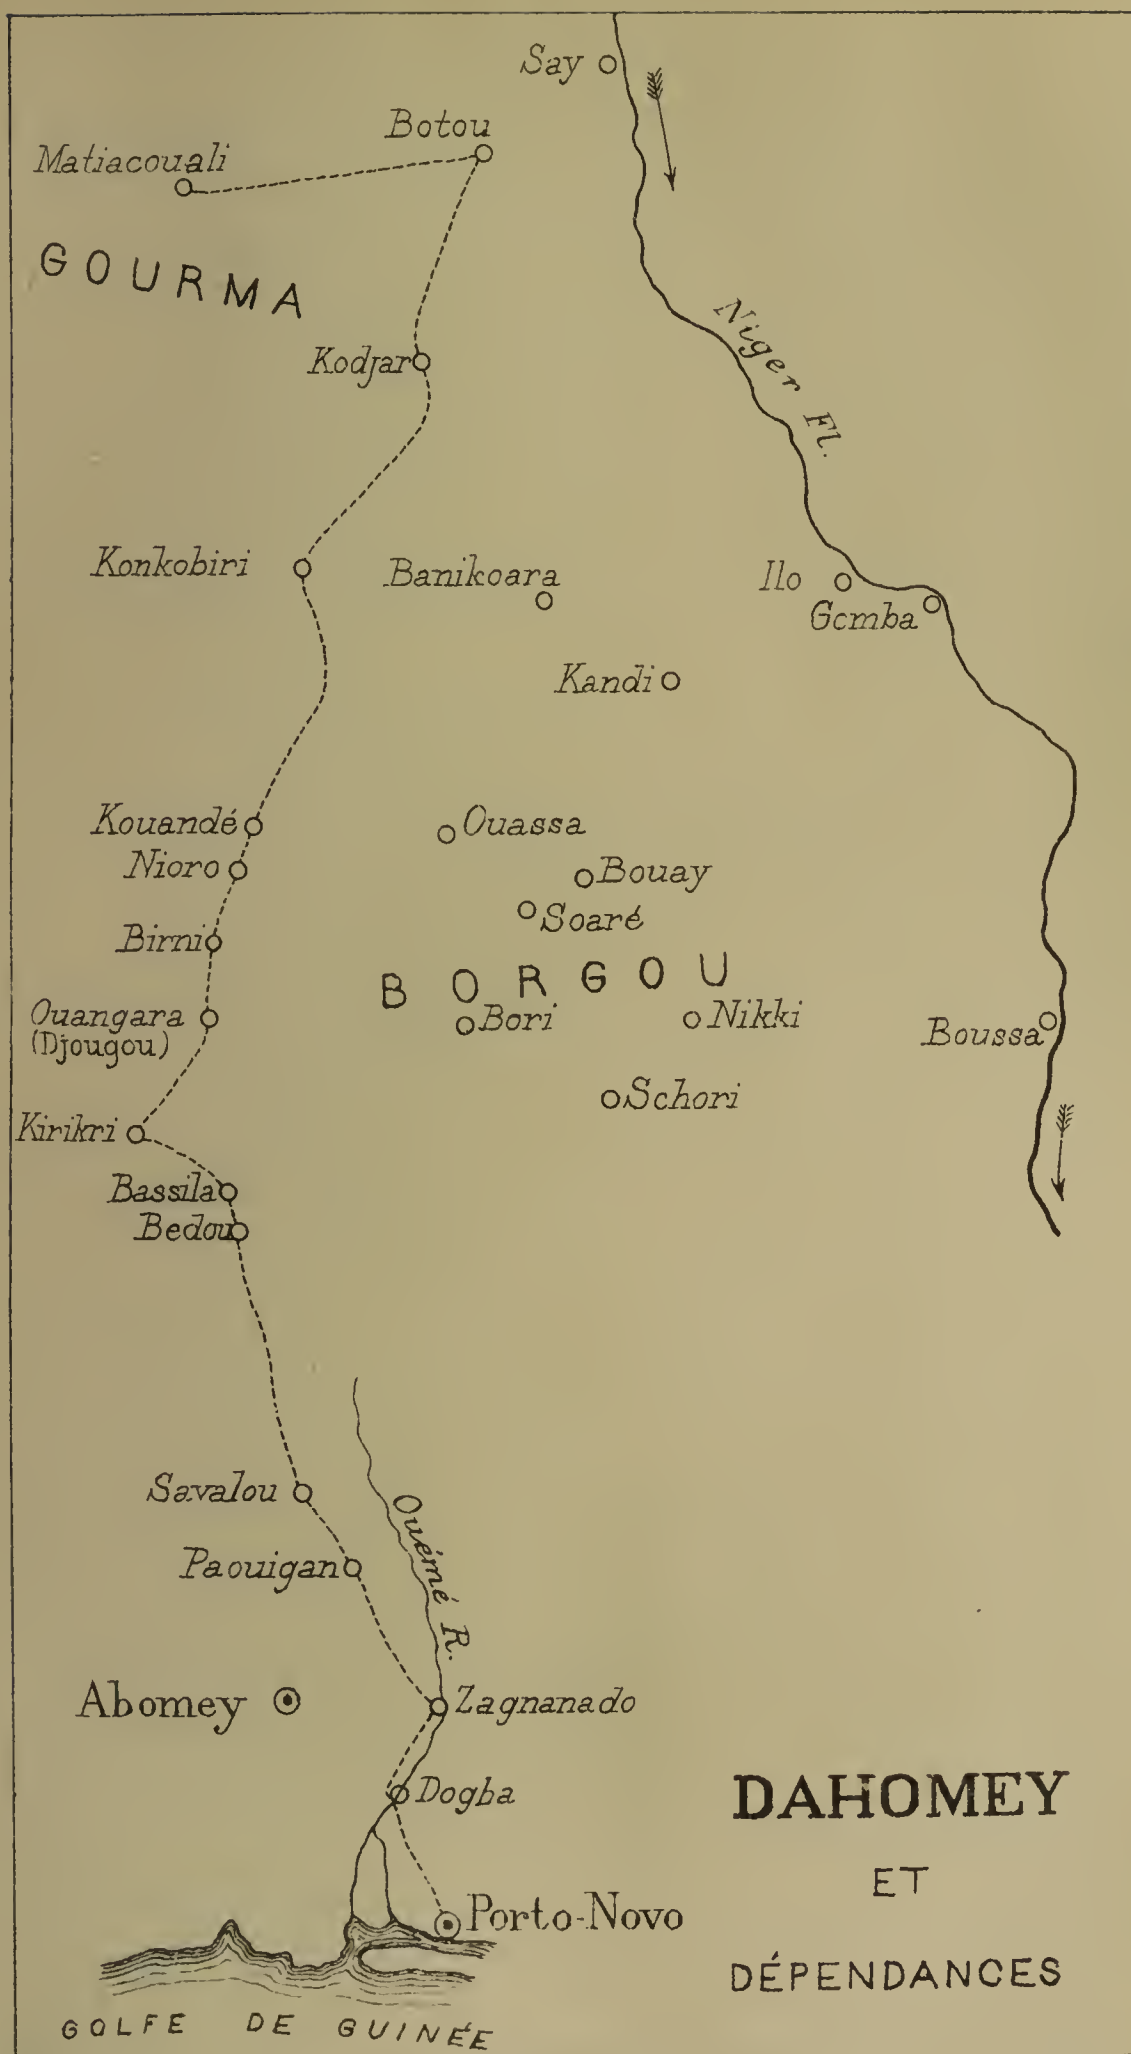 Say
Botou
Matiacouali
GOURMA
Niger Fl.
Kodjar
Konkobiri
Banikoara
Ilo
Gomba
Kandi
Kouandé
Ouassa
Nioro
Bouay
Soaré
Birni
BORGOU
Ouangara
(Djougou)
Bori
Nikki
Boussa
Schori
Kirikri
Bassila
Bedou
Savalou
Ouémé R.
Paouigan
Abomey
Zagnanado
Dogba
Porto-Novo
DAHOMEY
ET
DÉPENDANCES
GOLFE DE GUINÉE